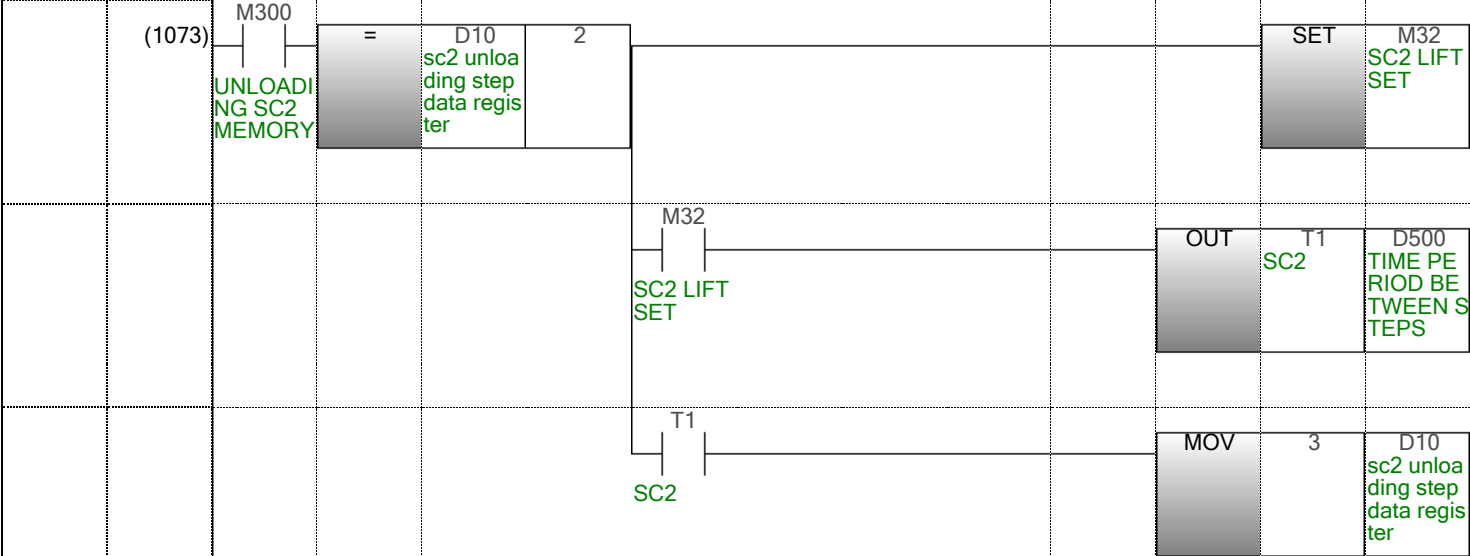 M300
(1073)
= D10 2
SET M32
sc2 unloa
ding step
data regis
ter
SC2 LIFT
SET
UNLOADI
NG SC2
MEMORY
M32
OUT T1 D500
SC2
TIME PE
RIOD BE
TWEEN S
TEPS
SC2 LIFT
SET
T1
MOV 3 D10
sc2 unloa
ding step
data regis
ter
SC2